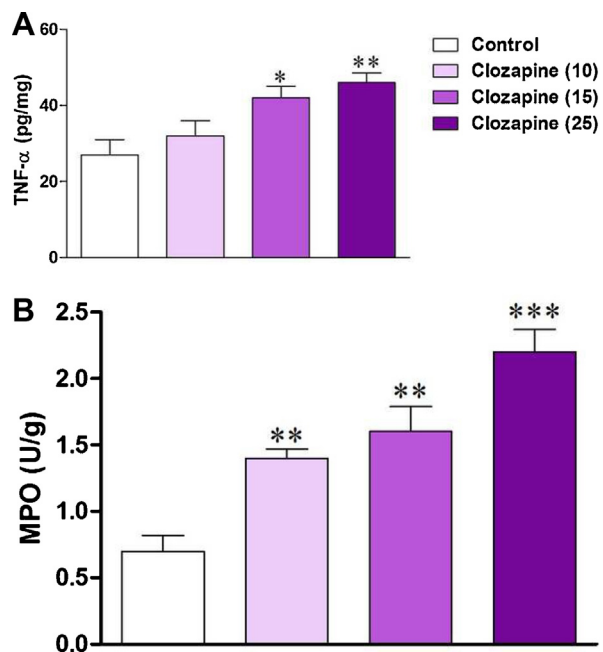 A
60
40
20
0
TNF-α (pg/mg)
*
**
Control
Clozapine (10)
Clozapine (15)
Clozapine (25)
B
2.5
2.0
1.5
1.0
0.5
0.0
MPO (U/g)
**
**
***